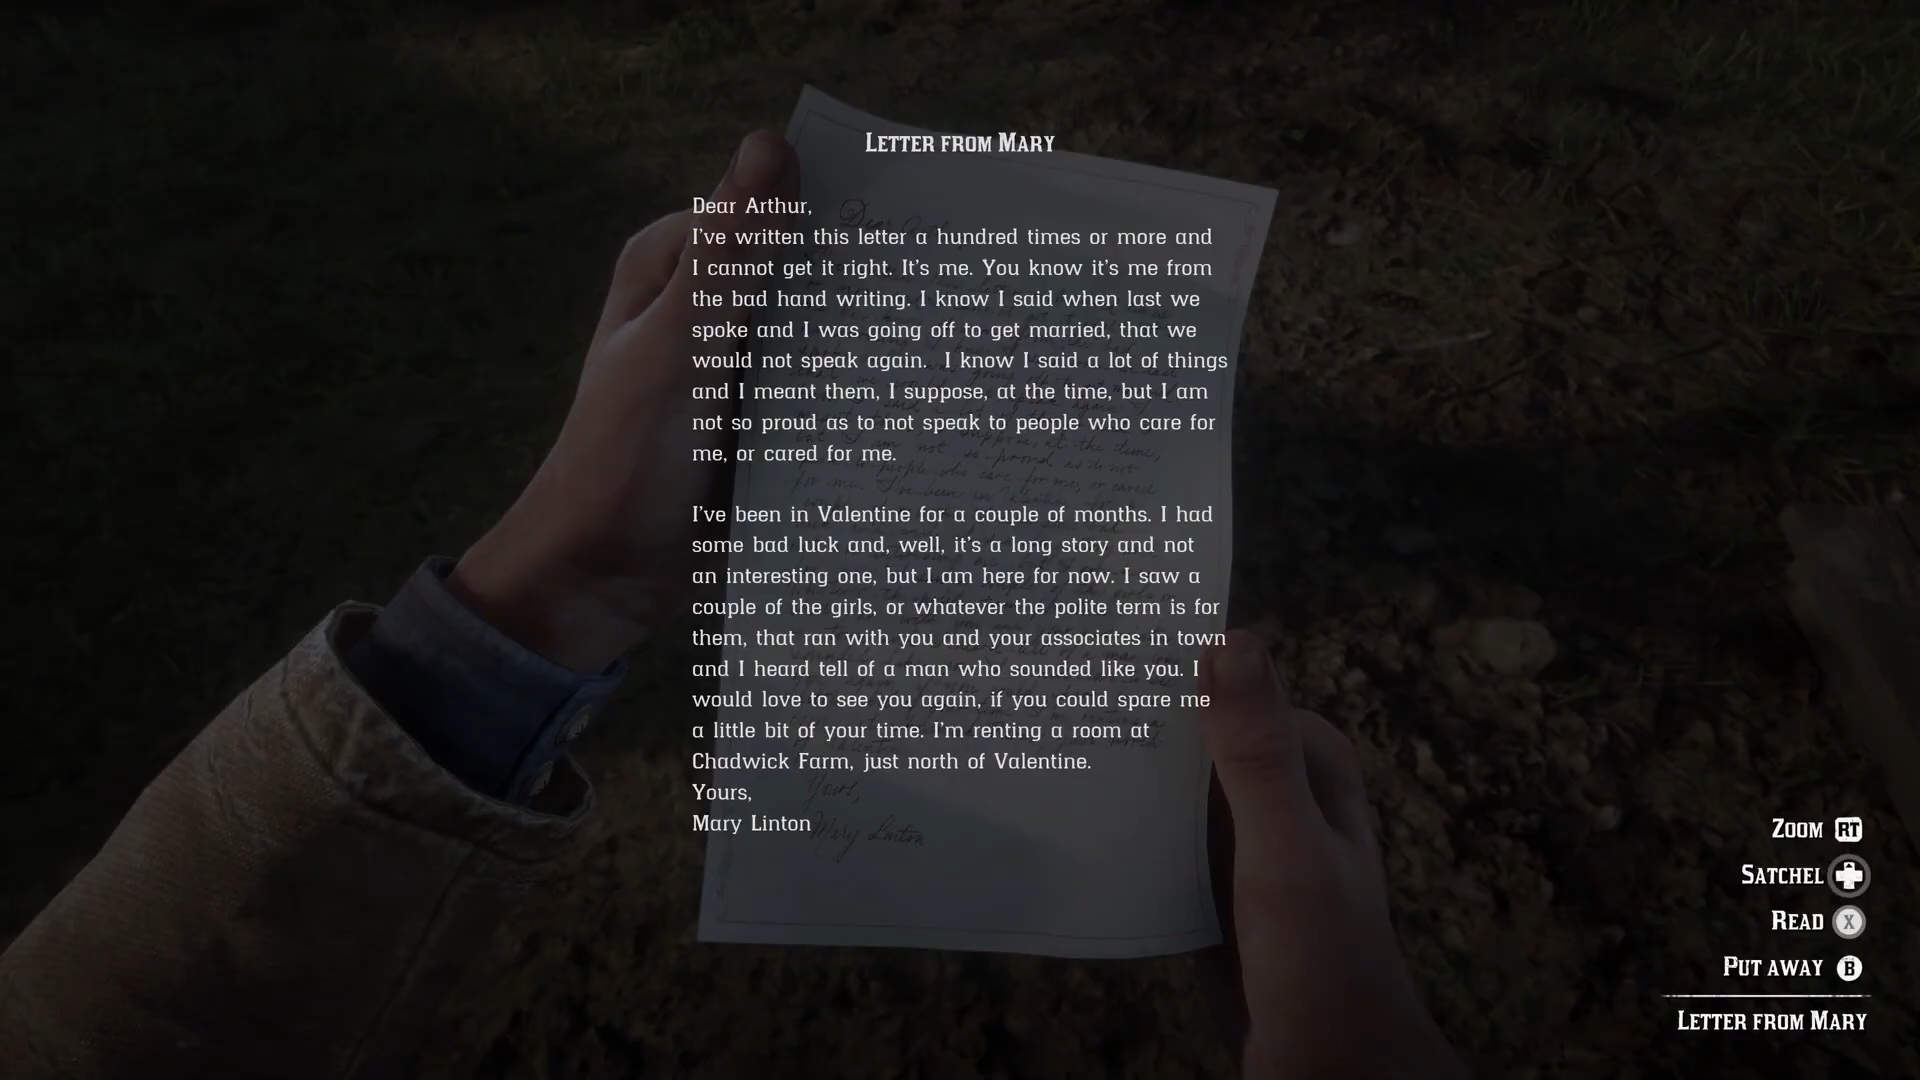 Letter from Mary
Dear Arthur,
I've written this letter a hundred times or more and
I cannot get it right. It's me. You know it's me from
the bad hand writing. I know I said when last we
spoke and I was going off to get married, that we
would not speak again.  I know I said a lot of things
and I meant them, I suppose, at the time, but I am
not so proud as to not speak to people who care for
me, or cared for me.
I've been in Valentine for a couple of months. I had
some bad luck and, well, it's a long story and not
an interesting one, but I am here for now. I saw a
couple of the girls, or whatever the polite term is for
them, that ran with you and your associates in town
and I heard tell of a man who sounded like you. I
would love to see you again, if you could spare me
a little bit of your time. I'm renting a room at
Chadwick Farm, just north of Valentine.
Yours,
Mary Linton
Yours,
Mary Linton
Zoom RT
Satchel
Read X
Put away B
Letter from Mary